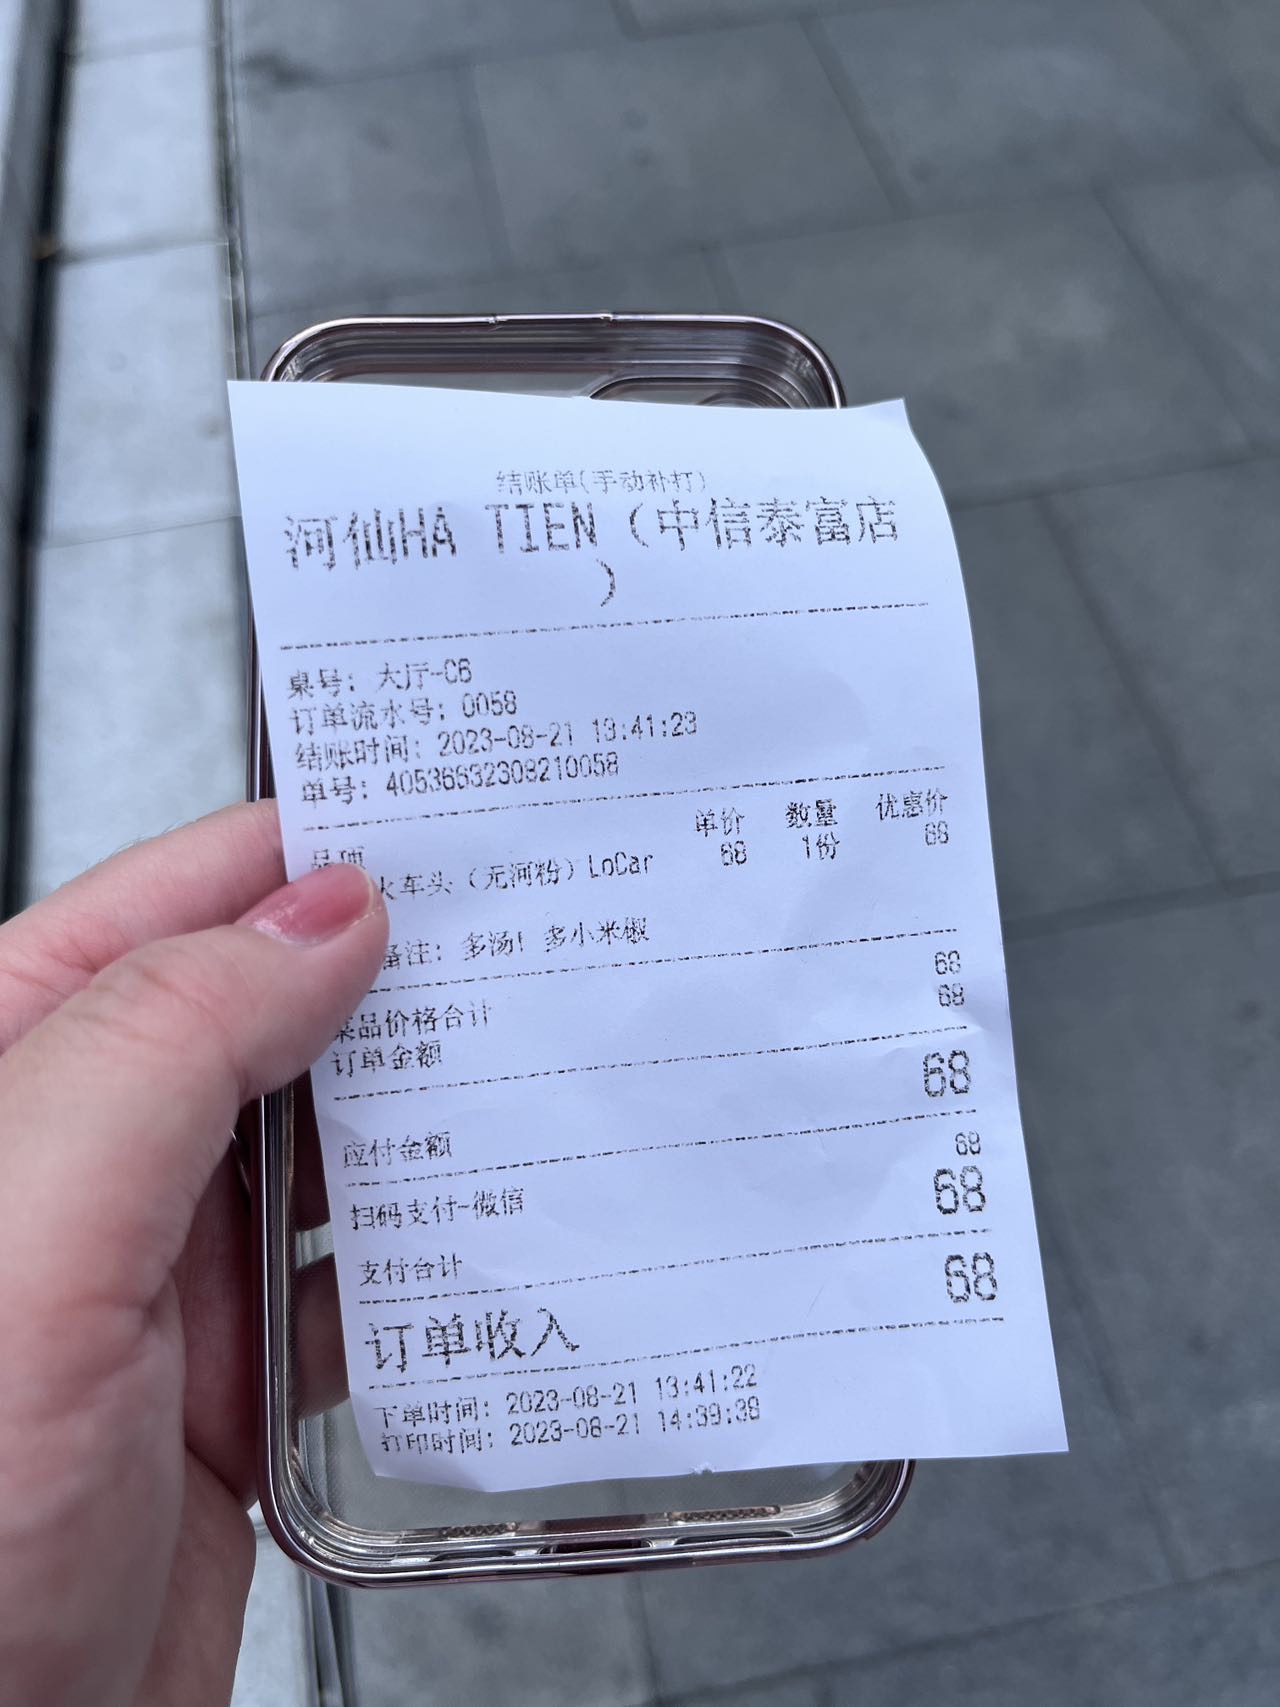 结账单(手动补打)
河仙HA TIEN（中信泰富店
）
桌号: 大厅-C6
订单流水号: 0058
结账时间: 2023-08-21 13:41:23
单号: 40536632308210058
品项 单价 数量 优惠价
火车头（无河粉）LoCar 68 1份 68
备注: 多汤! 多小米椒
菜品价格合计 68
订单金额 68
应付金额 68
扫码支付-微信 68
支付合计 68
订单收入 68
下单时间: 2023-08-21 13:41:22
打印时间: 2023-08-21 14:39:38